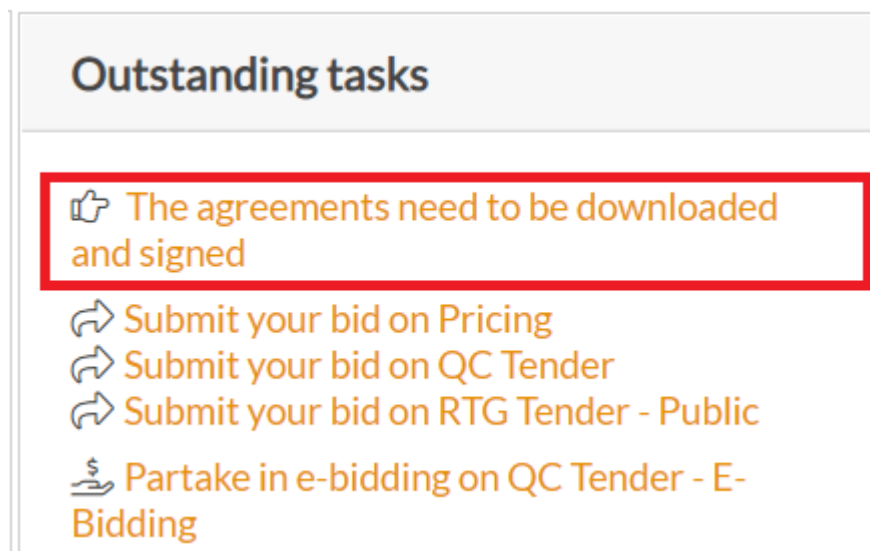 Outstanding tasks
The agreements need to be downloaded
and signed
Submit your bid on Pricing
Submit your bid on QC Tender
Submit your bid on RTG Tender - Public
Partake in e-bidding on QC Tender - E-
Bidding